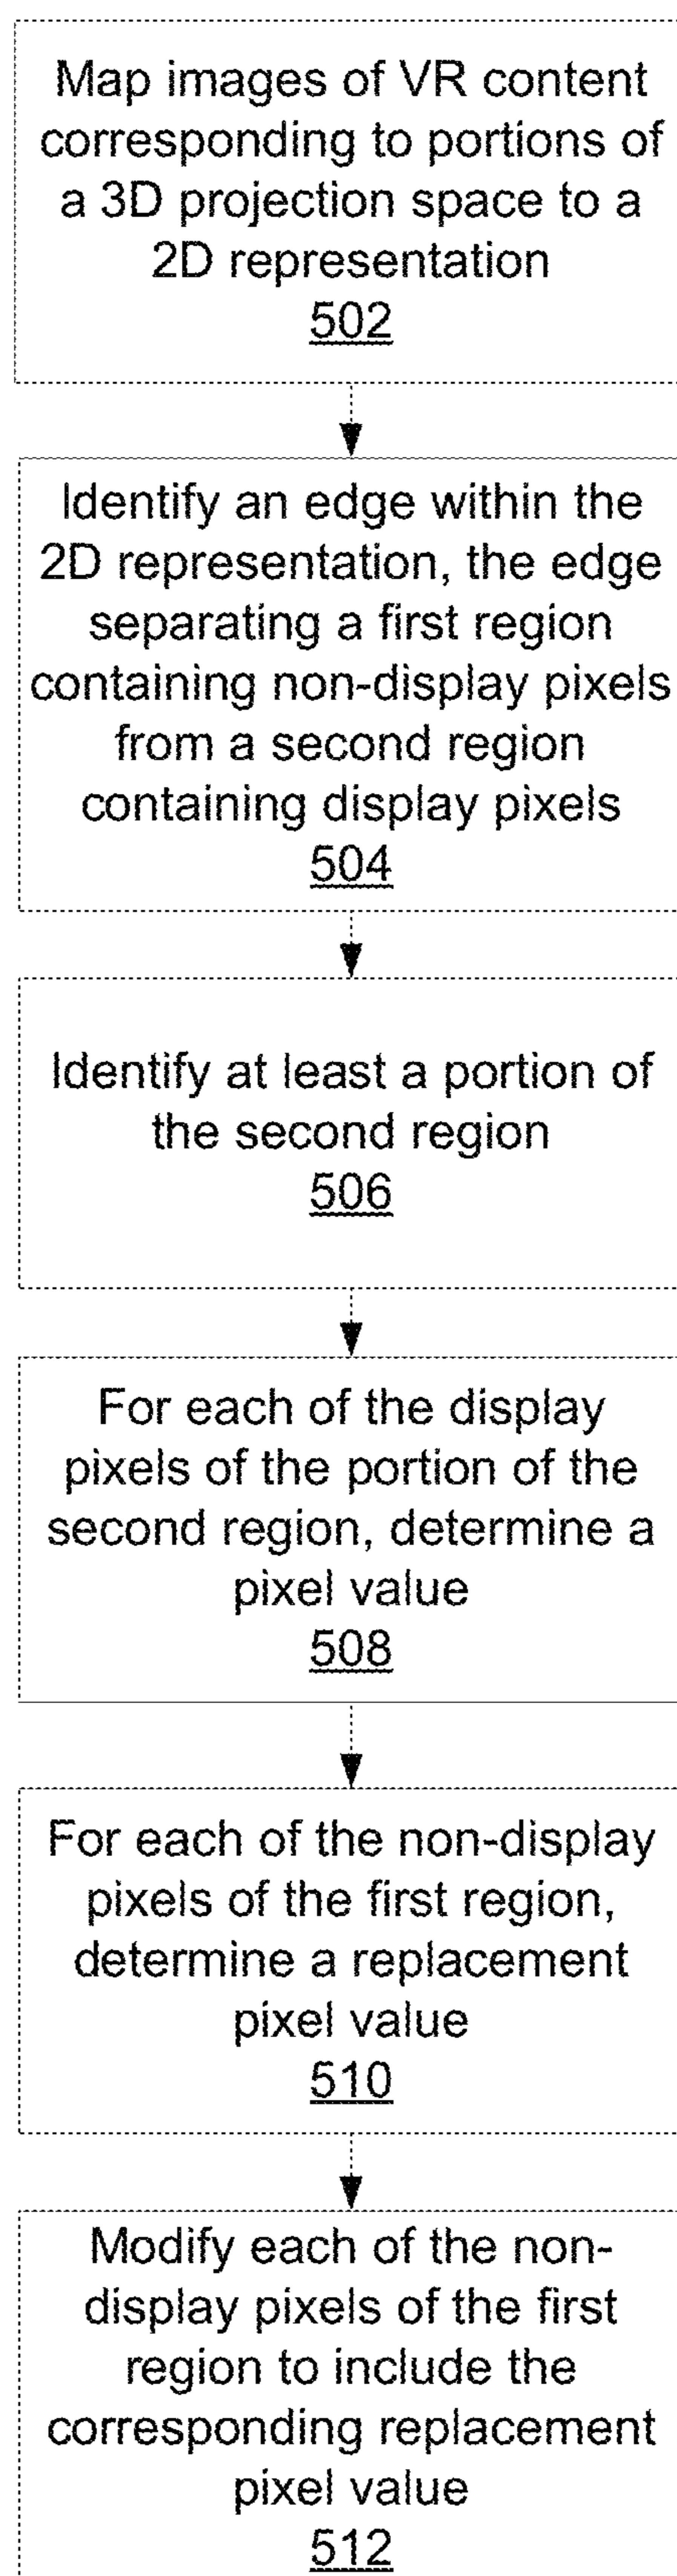 Map images of VR content
corresponding to portions of
a 3D projection space to a
2D representation
502
Identify an edge within the
2D representation, the edge
separating a first region
containing non-display pixels
from a second region
containing display pixels
504
Identify at least a portion of
the second region
506
For each of the display
pixels of the portion of the
second region, determine a
pixel value
508
For each of the non-display
pixels of the first region,
determine a replacement
pixel value
510
Modify each of the non-
display pixels of the first
region to include the
corresponding replacement
pixel value
512